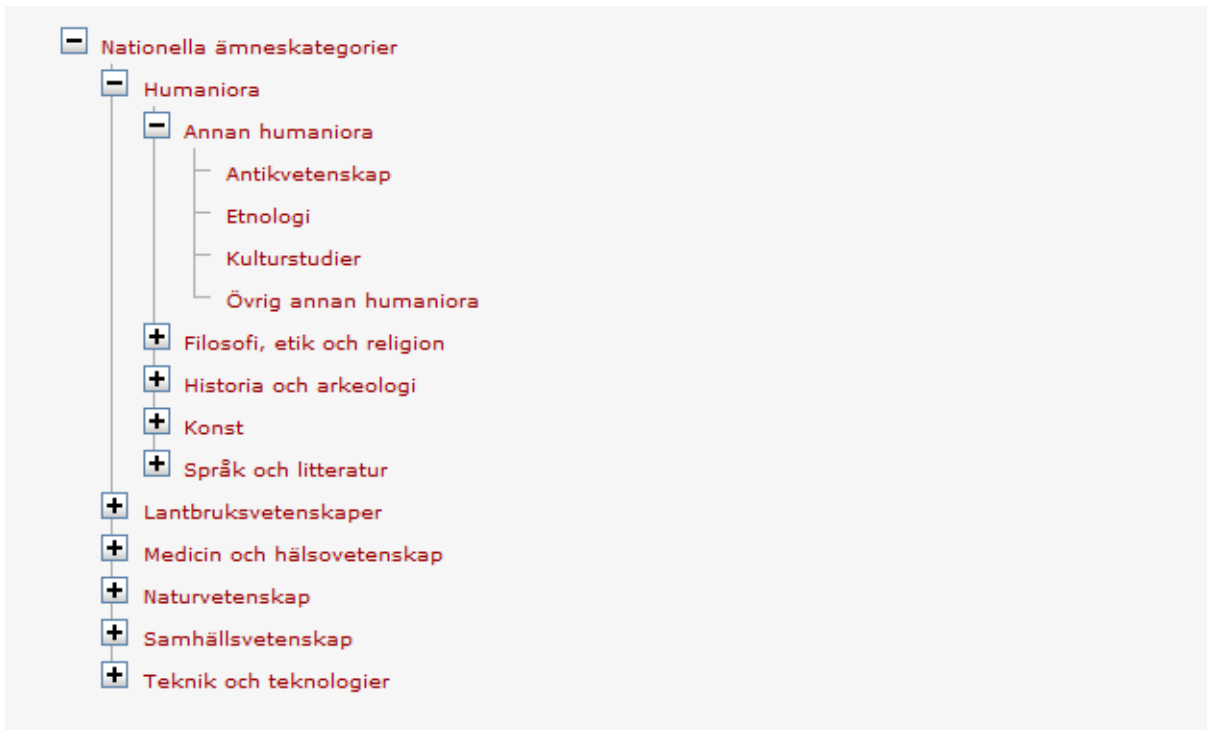 Nationella ämneskategorier
Humaniora
Annan humaniora
Antikvetenskap
Etnologi
Kulturstudier
Övrig annan humaniora
Filosofi, etik och religion
Historia och arkeologi
Konst
Språk och litteratur
Lantbruksvetenskaper
Medicin och hälsovetenskap
Naturvetenskap
Samhällsvetenskap
Teknik och teknologier